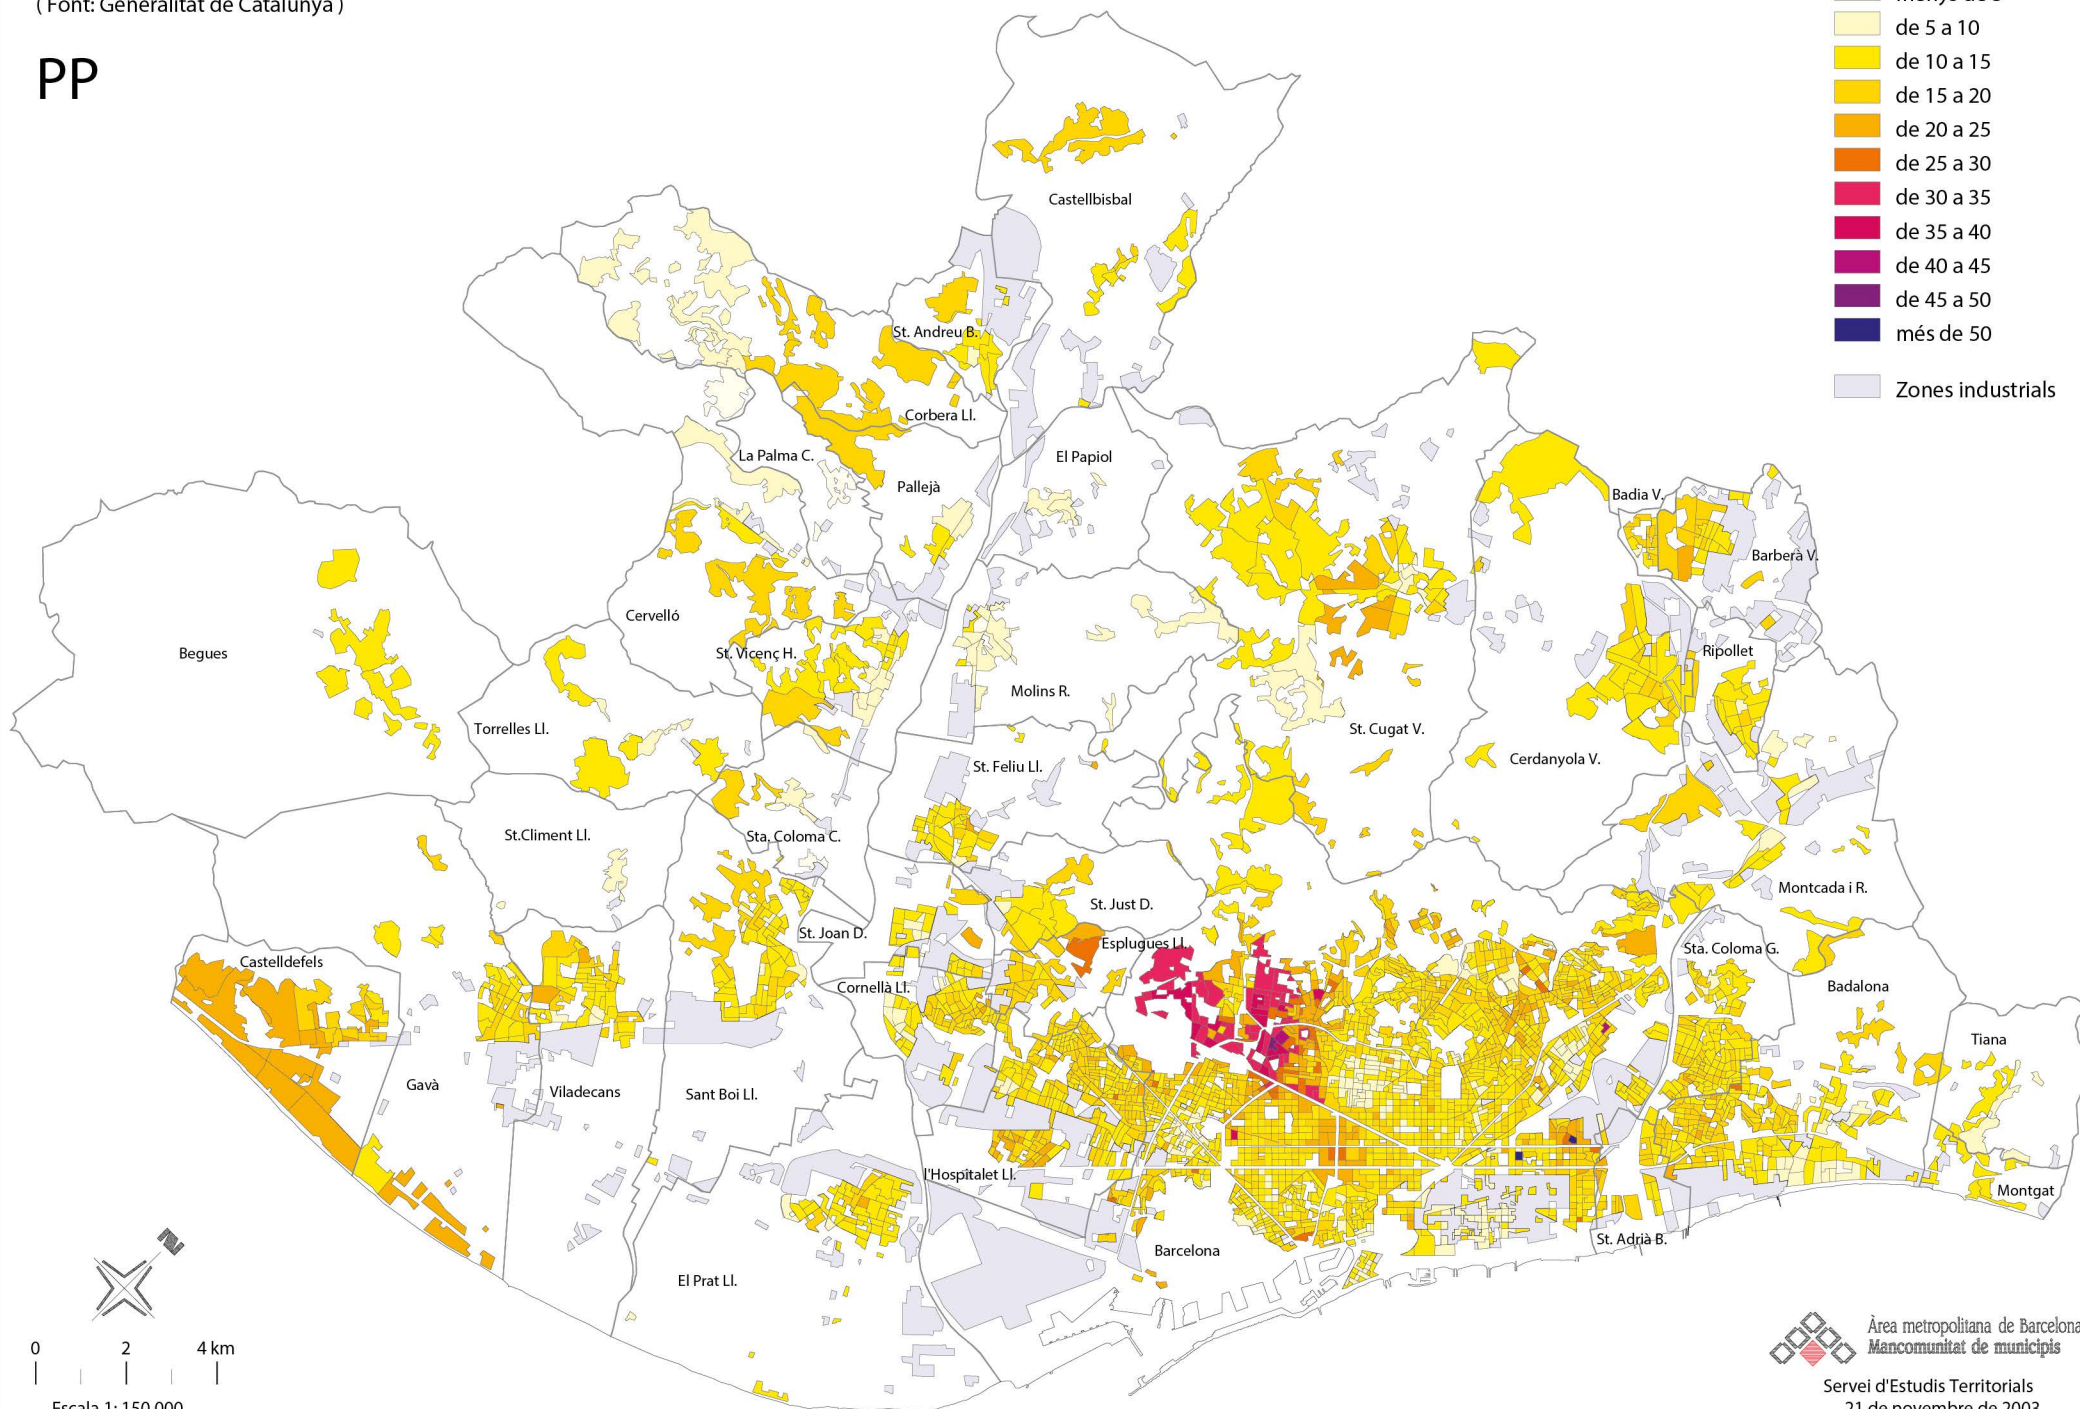 ( Font: Generalitat de Catalunya )
PP
de 5 a 10
de 10 a 15
de 15 a 20
de 20 a 25
de 25 a 30
de 30 a 35
de 35 a 40
de 40 a 45
de 45 a 50
més de 50
Zones industrials
Castellbisbal
St. Andreu B.
Corbera Ll.
La Palma C.
El Papiol
Pallejà
Badia V.
Barberà V.
Cervelló
Begues
St. Vicenç H.
Ripollet
Molins R.
Torrelles Ll.
St. Cugat V.
Cerdanyola V.
St. Feliu Ll.
St.Climent Ll.
Sta. Coloma C.
Montcada i R.
St. Just D.
St. Joan D.
Esplugues Ll.
Sta. Coloma G.
Castelldefels
Cornellà Ll.
Badalona
Tiana
Gavà
Viladecans
Sant Boi Ll.
l'Hospitalet Ll.
Montgat
St. Adrià B.
Barcelona
El Prat Ll.
N
0 2 4 km
Escala 1: 150.000
Àrea metropolitana de Barcelona
Mancomunitat de municipis
Servei d'Estudis Territorials
21 de novembre de 2003